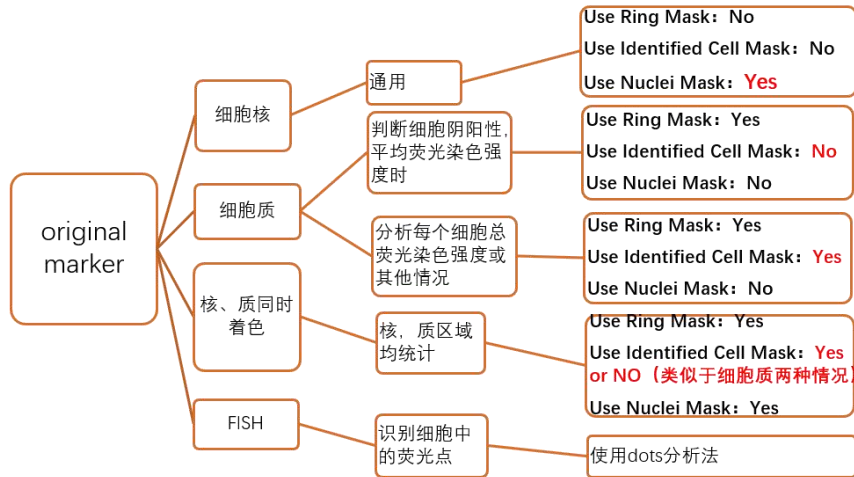 original
marker
细胞核
通用
Use Ring Mask：No
Use Identified Cell Mask：No
Use Nuclei Mask：Yes
细胞质
判断细胞阴阳性，
平均荧光染色强
度时
Use Ring Mask：Yes
Use Identified Cell Mask：No
Use Nuclei Mask：No
分析每个细胞总
荧光染色强度或
其他情况
Use Ring Mask：Yes
Use Identified Cell Mask：Yes
Use Nuclei Mask：No
核、质同时
着色
核，质区域
均统计
Use Ring Mask：Yes
Use Identified Cell Mask：Yes
or NO（类似于细胞质两种情况）
Use Nuclei Mask：Yes
FISH
识别细胞中
的荧光点
使用dots分析法